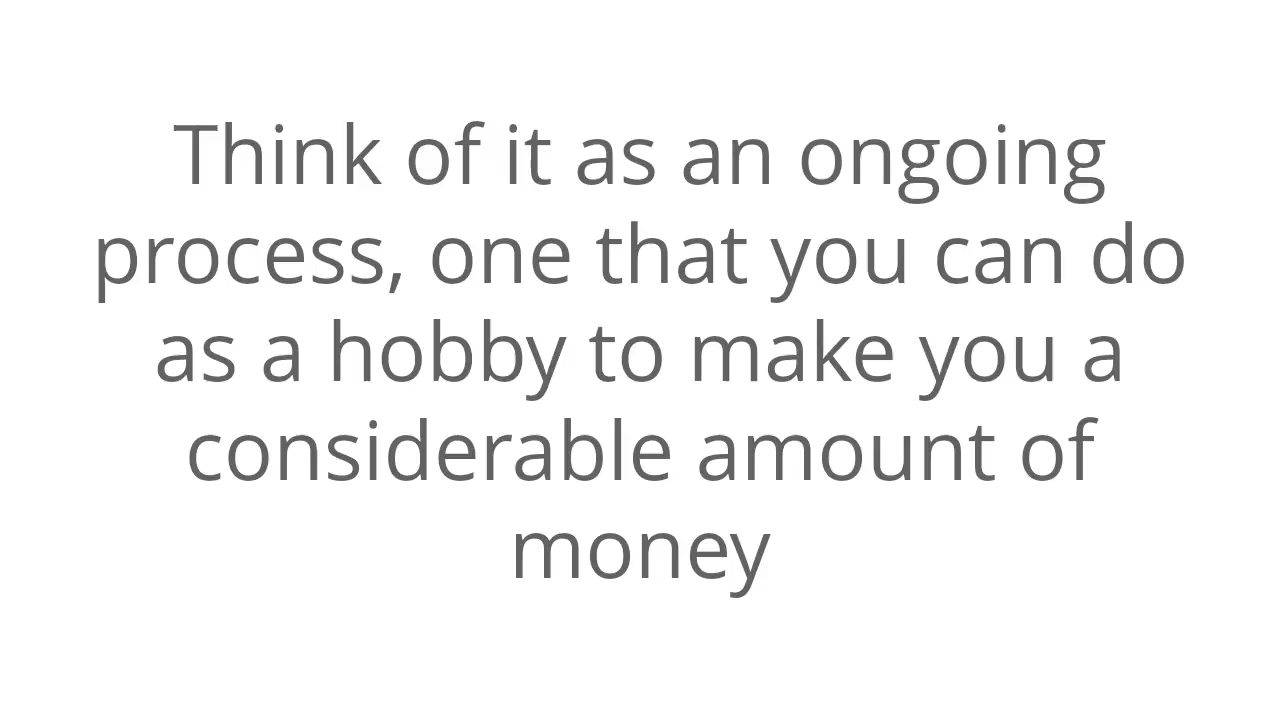 Think of it as an ongoing
process, one that you can do
as a hobby to make you a
considerable amount of
money